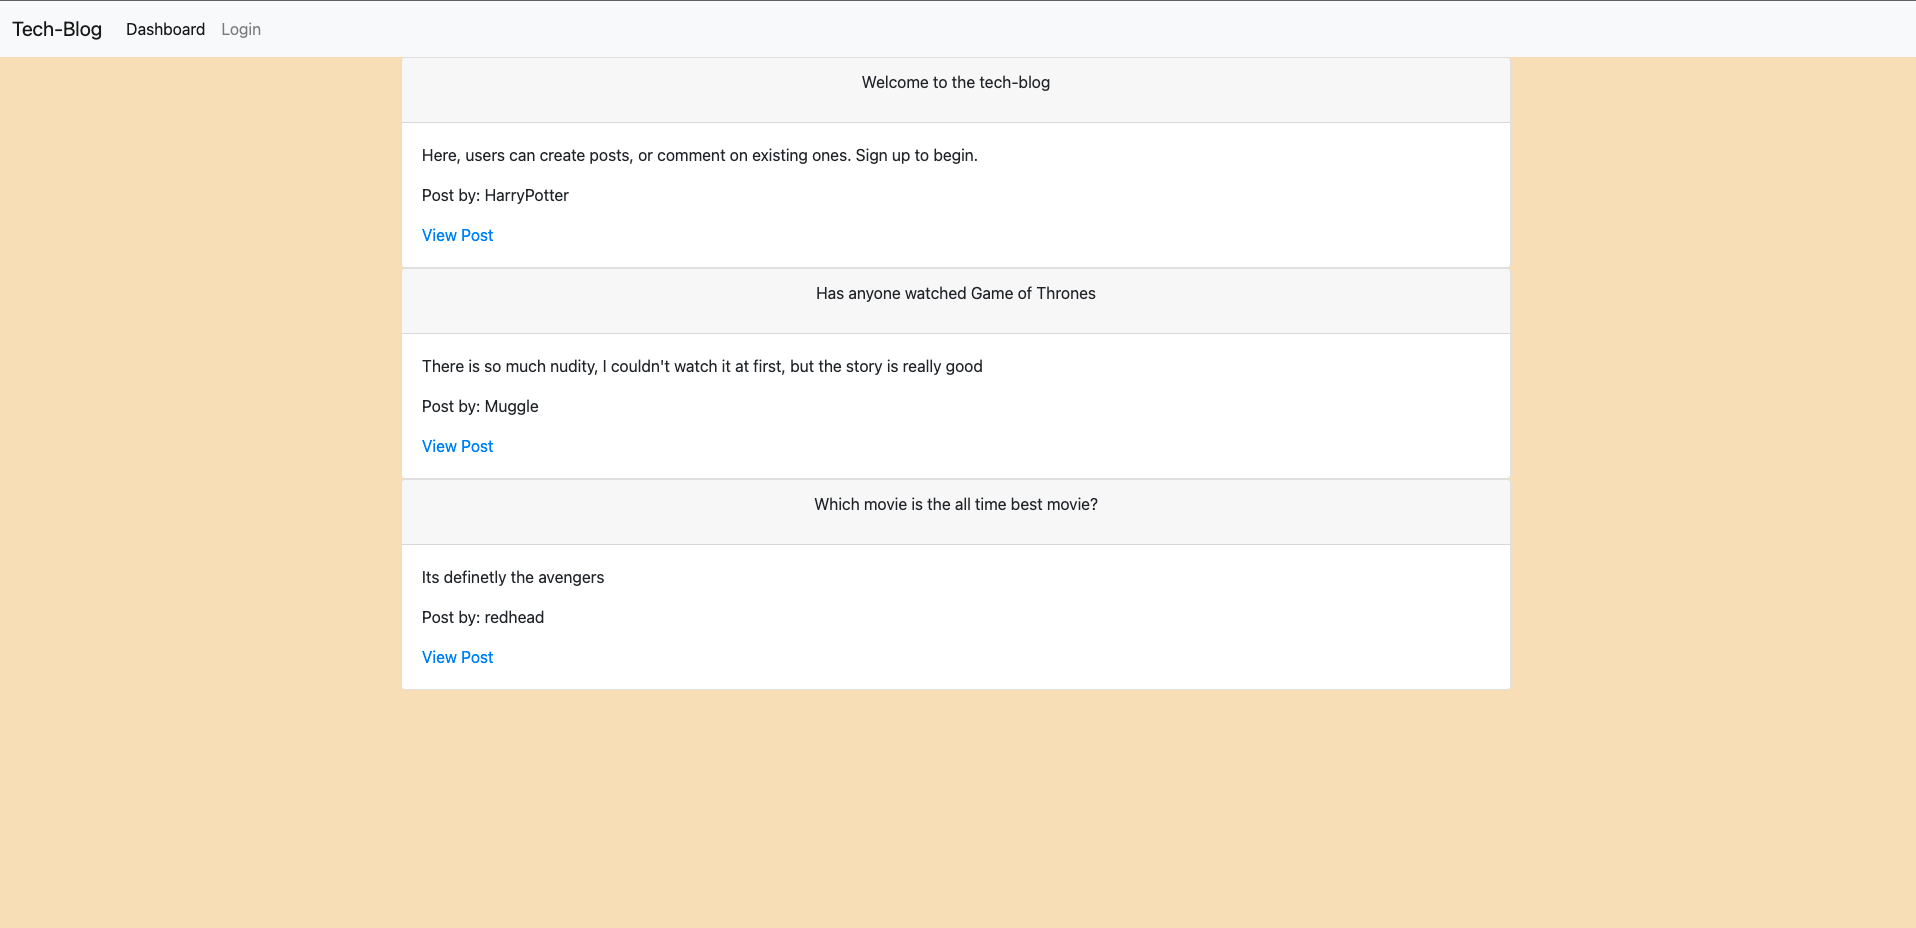 Tech-Blog Dashboard Login
Welcome to the tech-blog
Here, users can create posts, or comment on existing ones. Sign up to begin.
Post by: HarryPotter
View Post
Has anyone watched Game of Thrones
There is so much nudity, I couldn't watch it at first, but the story is really good
Post by: Muggle
View Post
Which movie is the all time best movie?
Its definetly the avengers
Post by: redhead
View Post